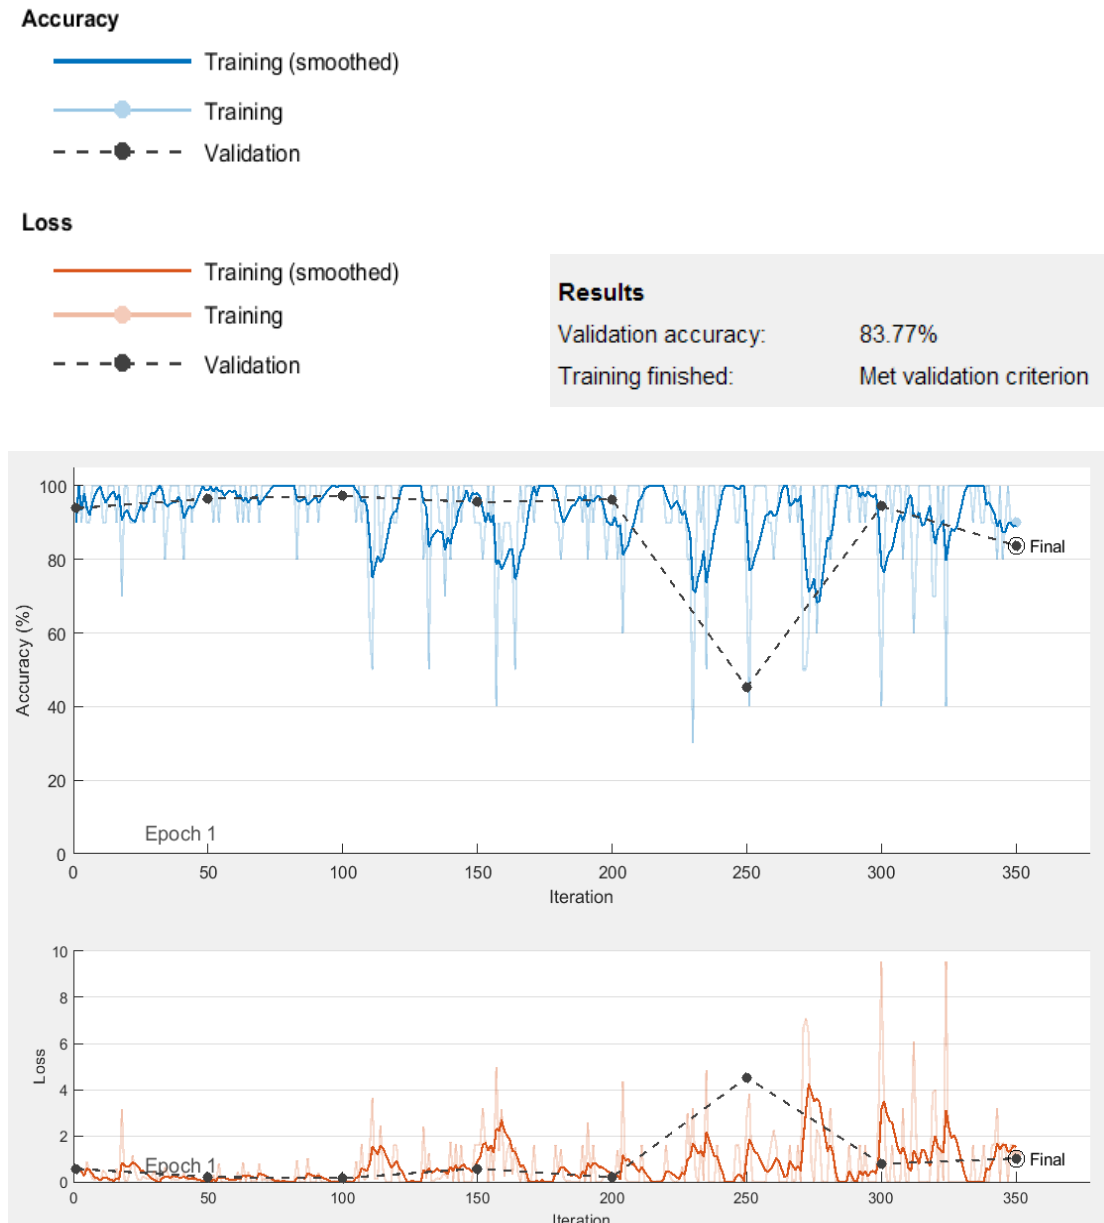 Accuracy
Training (smoothed)
Training
Validation
Loss
Training (smoothed)
Training
Validation
Results
Validation accuracy: 83.77%
Training finished: Met validation criterion
100
80
60
40
20
0
Accuracy (%)
Epoch 1
Final
0 50 100 150 200 250 300 350
Iteration
10
8
6
4
2
0
Loss
Epoch 1
Final
0 50 100 150 200 250 300 350
Iteration